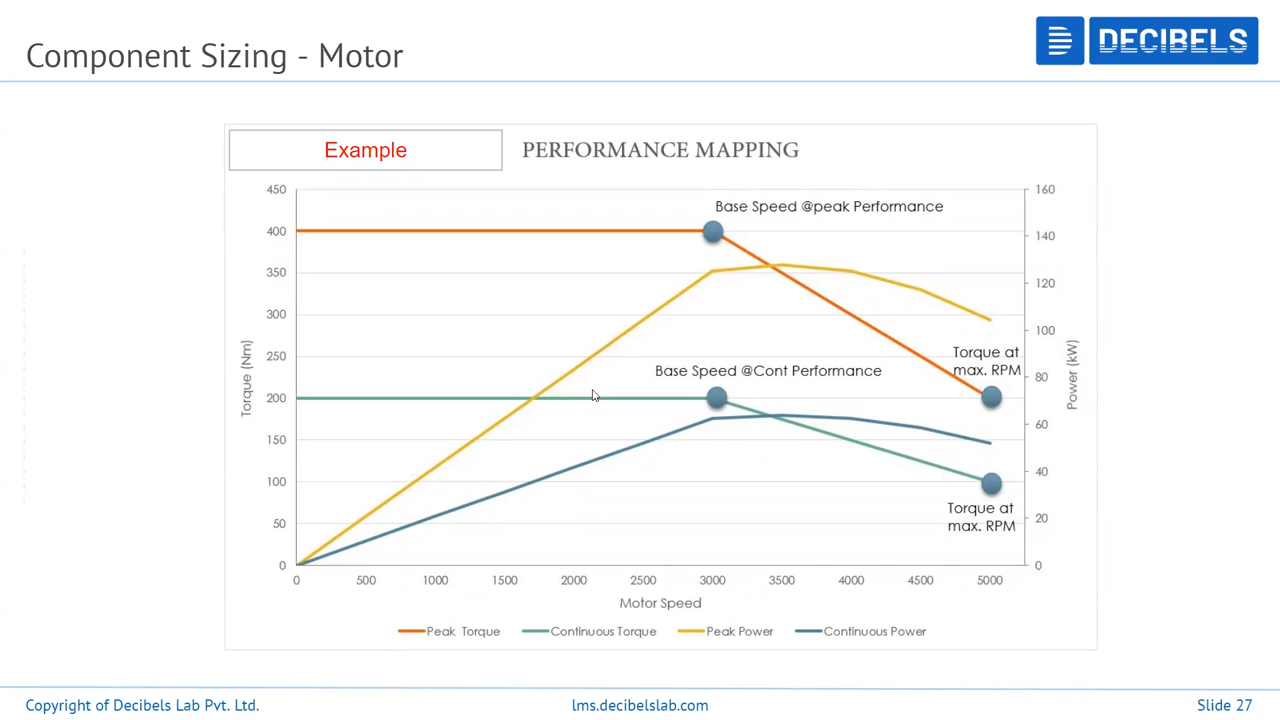 Component Sizing - Motor
DECIBELS
Example
PERFORMANCE MAPPING
450
400
350
300
250
200
150
100
50
0
Torque (Nm)
160
140
120
100
80
60
40
20
0
Power (kW)
Base Speed @peak Performance
Base Speed @Cont Performance
Torque at
max. RPM
Torque at
max. RPM
0 500 1000 1500 2000 2500 3000 3500 4000 4500 5000
Motor Speed
Peak Torque Continuous Torque Peak Power Continuous Power
Copyright of Decibels Lab Pvt. Ltd. lms.decibelslab.com Slide 27